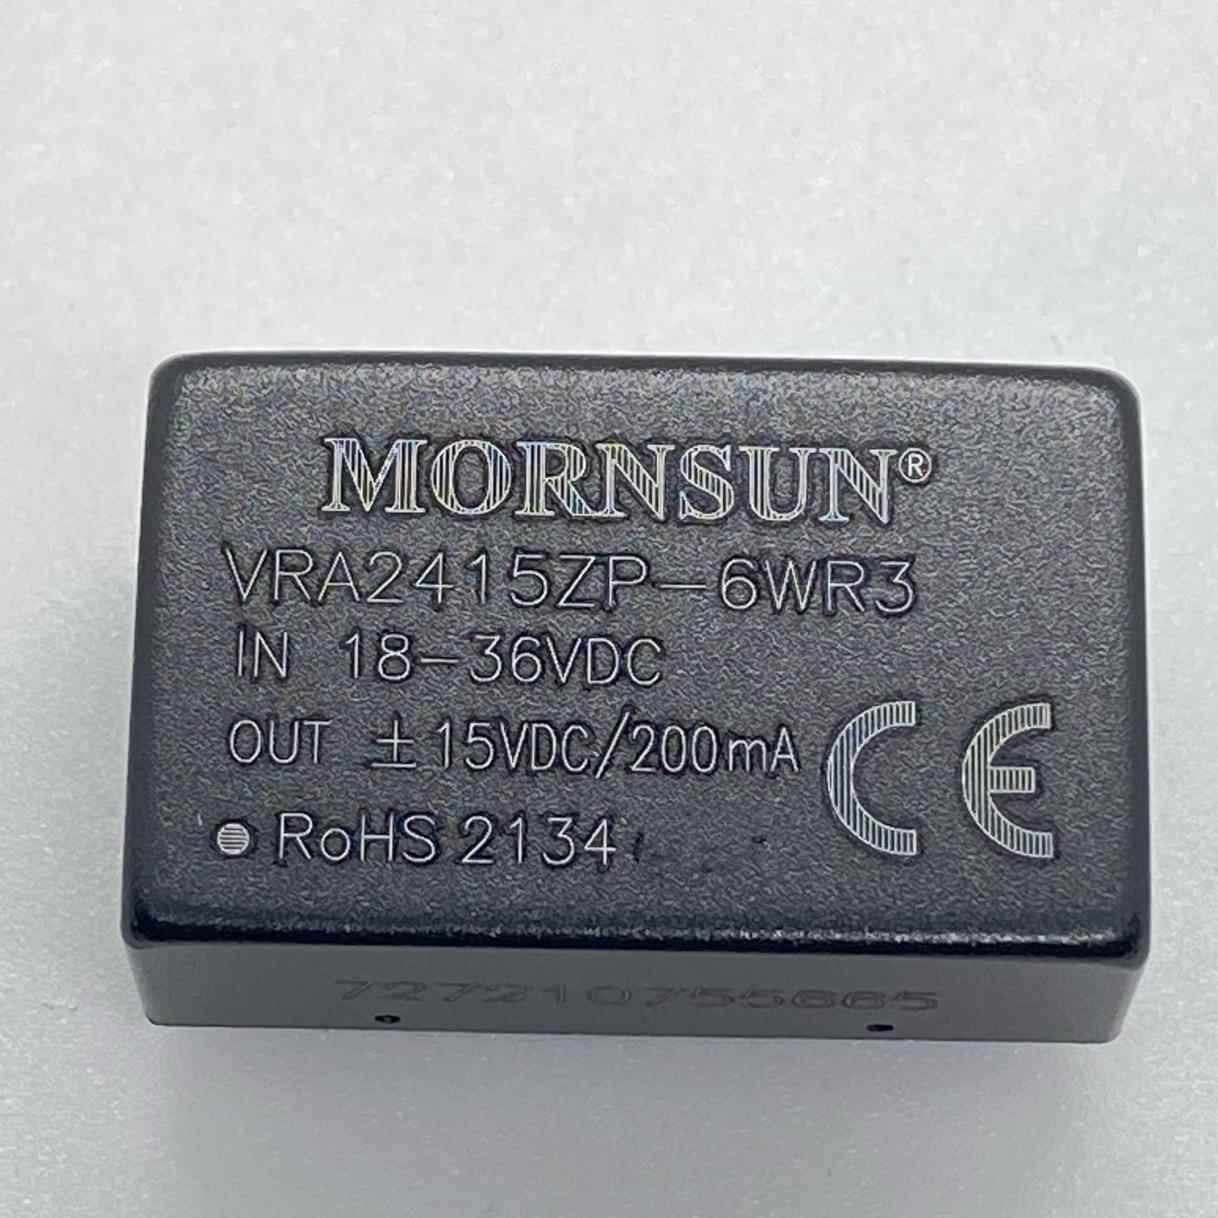 MORNSUN®
VRA2415ZP-6WR3
IN 18-36VDC
OUT ±15VDC/200mA
CE
RoHS 2134